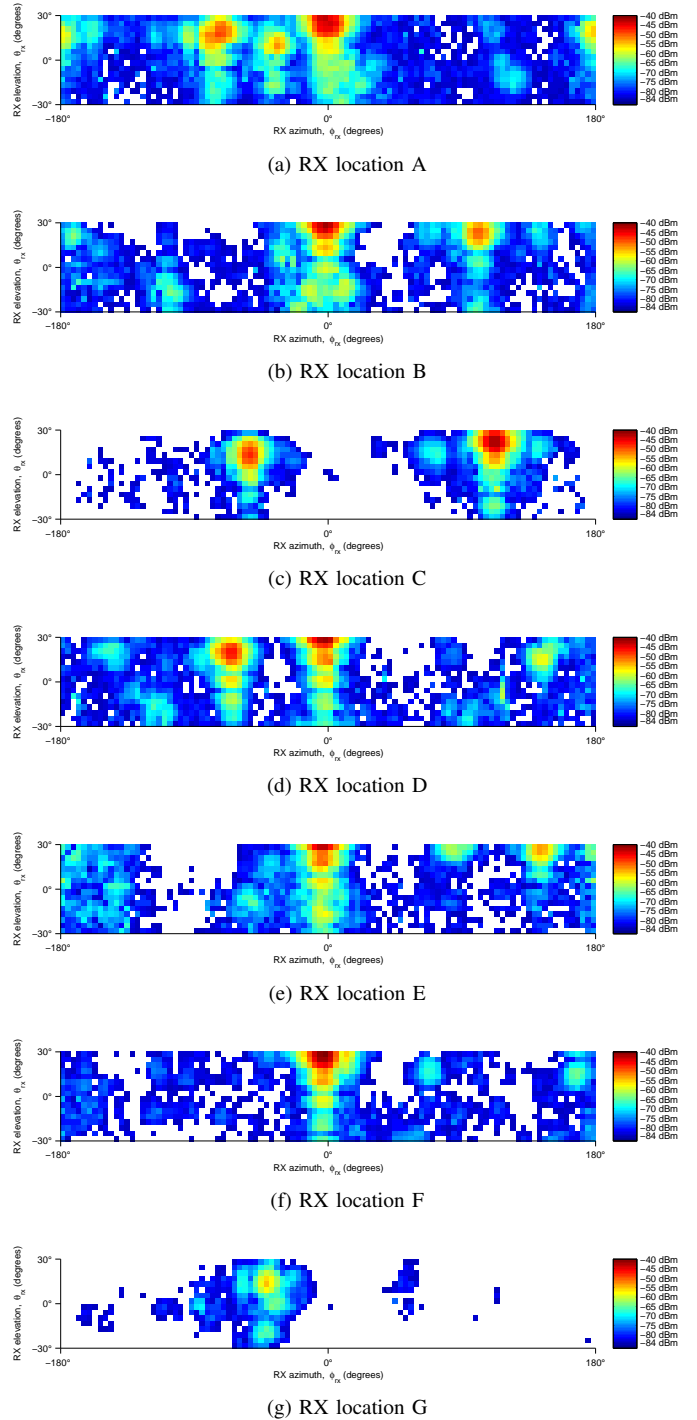 30°
0°
−30°
RX elevation, θrx (degrees)
−180° 0° 180°
RX azimuth, ϕrx (degrees)
−40 dBm
−45 dBm
−50 dBm
−55 dBm
−60 dBm
−65 dBm
−70 dBm
−75 dBm
−80 dBm
−84 dBm
(a) RX location A
30°
0°
−30°
RX elevation, θrx (degrees)
−180° 0° 180°
RX azimuth, ϕrx (degrees)
−40 dBm
−45 dBm
−50 dBm
−55 dBm
−60 dBm
−65 dBm
−70 dBm
−75 dBm
−80 dBm
−84 dBm
(b) RX location B
30°
0°
−30°
RX elevation, θrx (degrees)
−180° 0° 180°
RX azimuth, ϕrx (degrees)
−40 dBm
−45 dBm
−50 dBm
−55 dBm
−60 dBm
−65 dBm
−70 dBm
−75 dBm
−80 dBm
−84 dBm
(c) RX location C
30°
0°
−30°
RX elevation, θrx (degrees)
−180° 0° 180°
RX azimuth, ϕrx (degrees)
−40 dBm
−45 dBm
−50 dBm
−55 dBm
−60 dBm
−65 dBm
−70 dBm
−75 dBm
−80 dBm
−84 dBm
(d) RX location D
30°
0°
−30°
RX elevation, θrx (degrees)
−180° 0° 180°
RX azimuth, ϕrx (degrees)
−40 dBm
−45 dBm
−50 dBm
−55 dBm
−60 dBm
−65 dBm
−70 dBm
−75 dBm
−80 dBm
−84 dBm
(e) RX location E
30°
0°
−30°
RX elevation, θrx (degrees)
−180° 0° 180°
RX azimuth, ϕrx (degrees)
−40 dBm
−45 dBm
−50 dBm
−55 dBm
−60 dBm
−65 dBm
−70 dBm
−75 dBm
−80 dBm
−84 dBm
(f) RX location F
30°
0°
−30°
RX elevation, θrx (degrees)
−180° 0° 180°
RX azimuth, ϕrx (degrees)
−40 dBm
−45 dBm
−50 dBm
−55 dBm
−60 dBm
−65 dBm
−70 dBm
−75 dBm
−80 dBm
−84 dBm
(g) RX location G